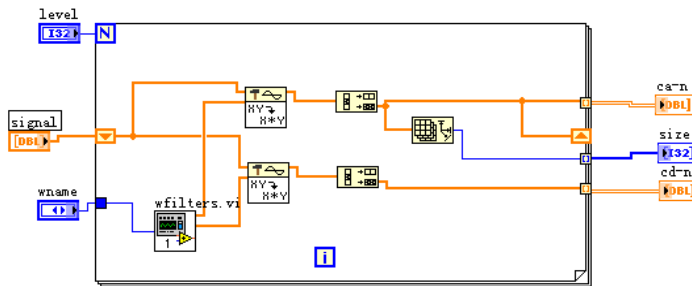 level
I32
N
signal
[DBL]
wname
wfilters.vi
1
XY
X*Y
XY
X*Y
i
ca-n
[DBL]
size
[I32]
cd-n
[DBL]